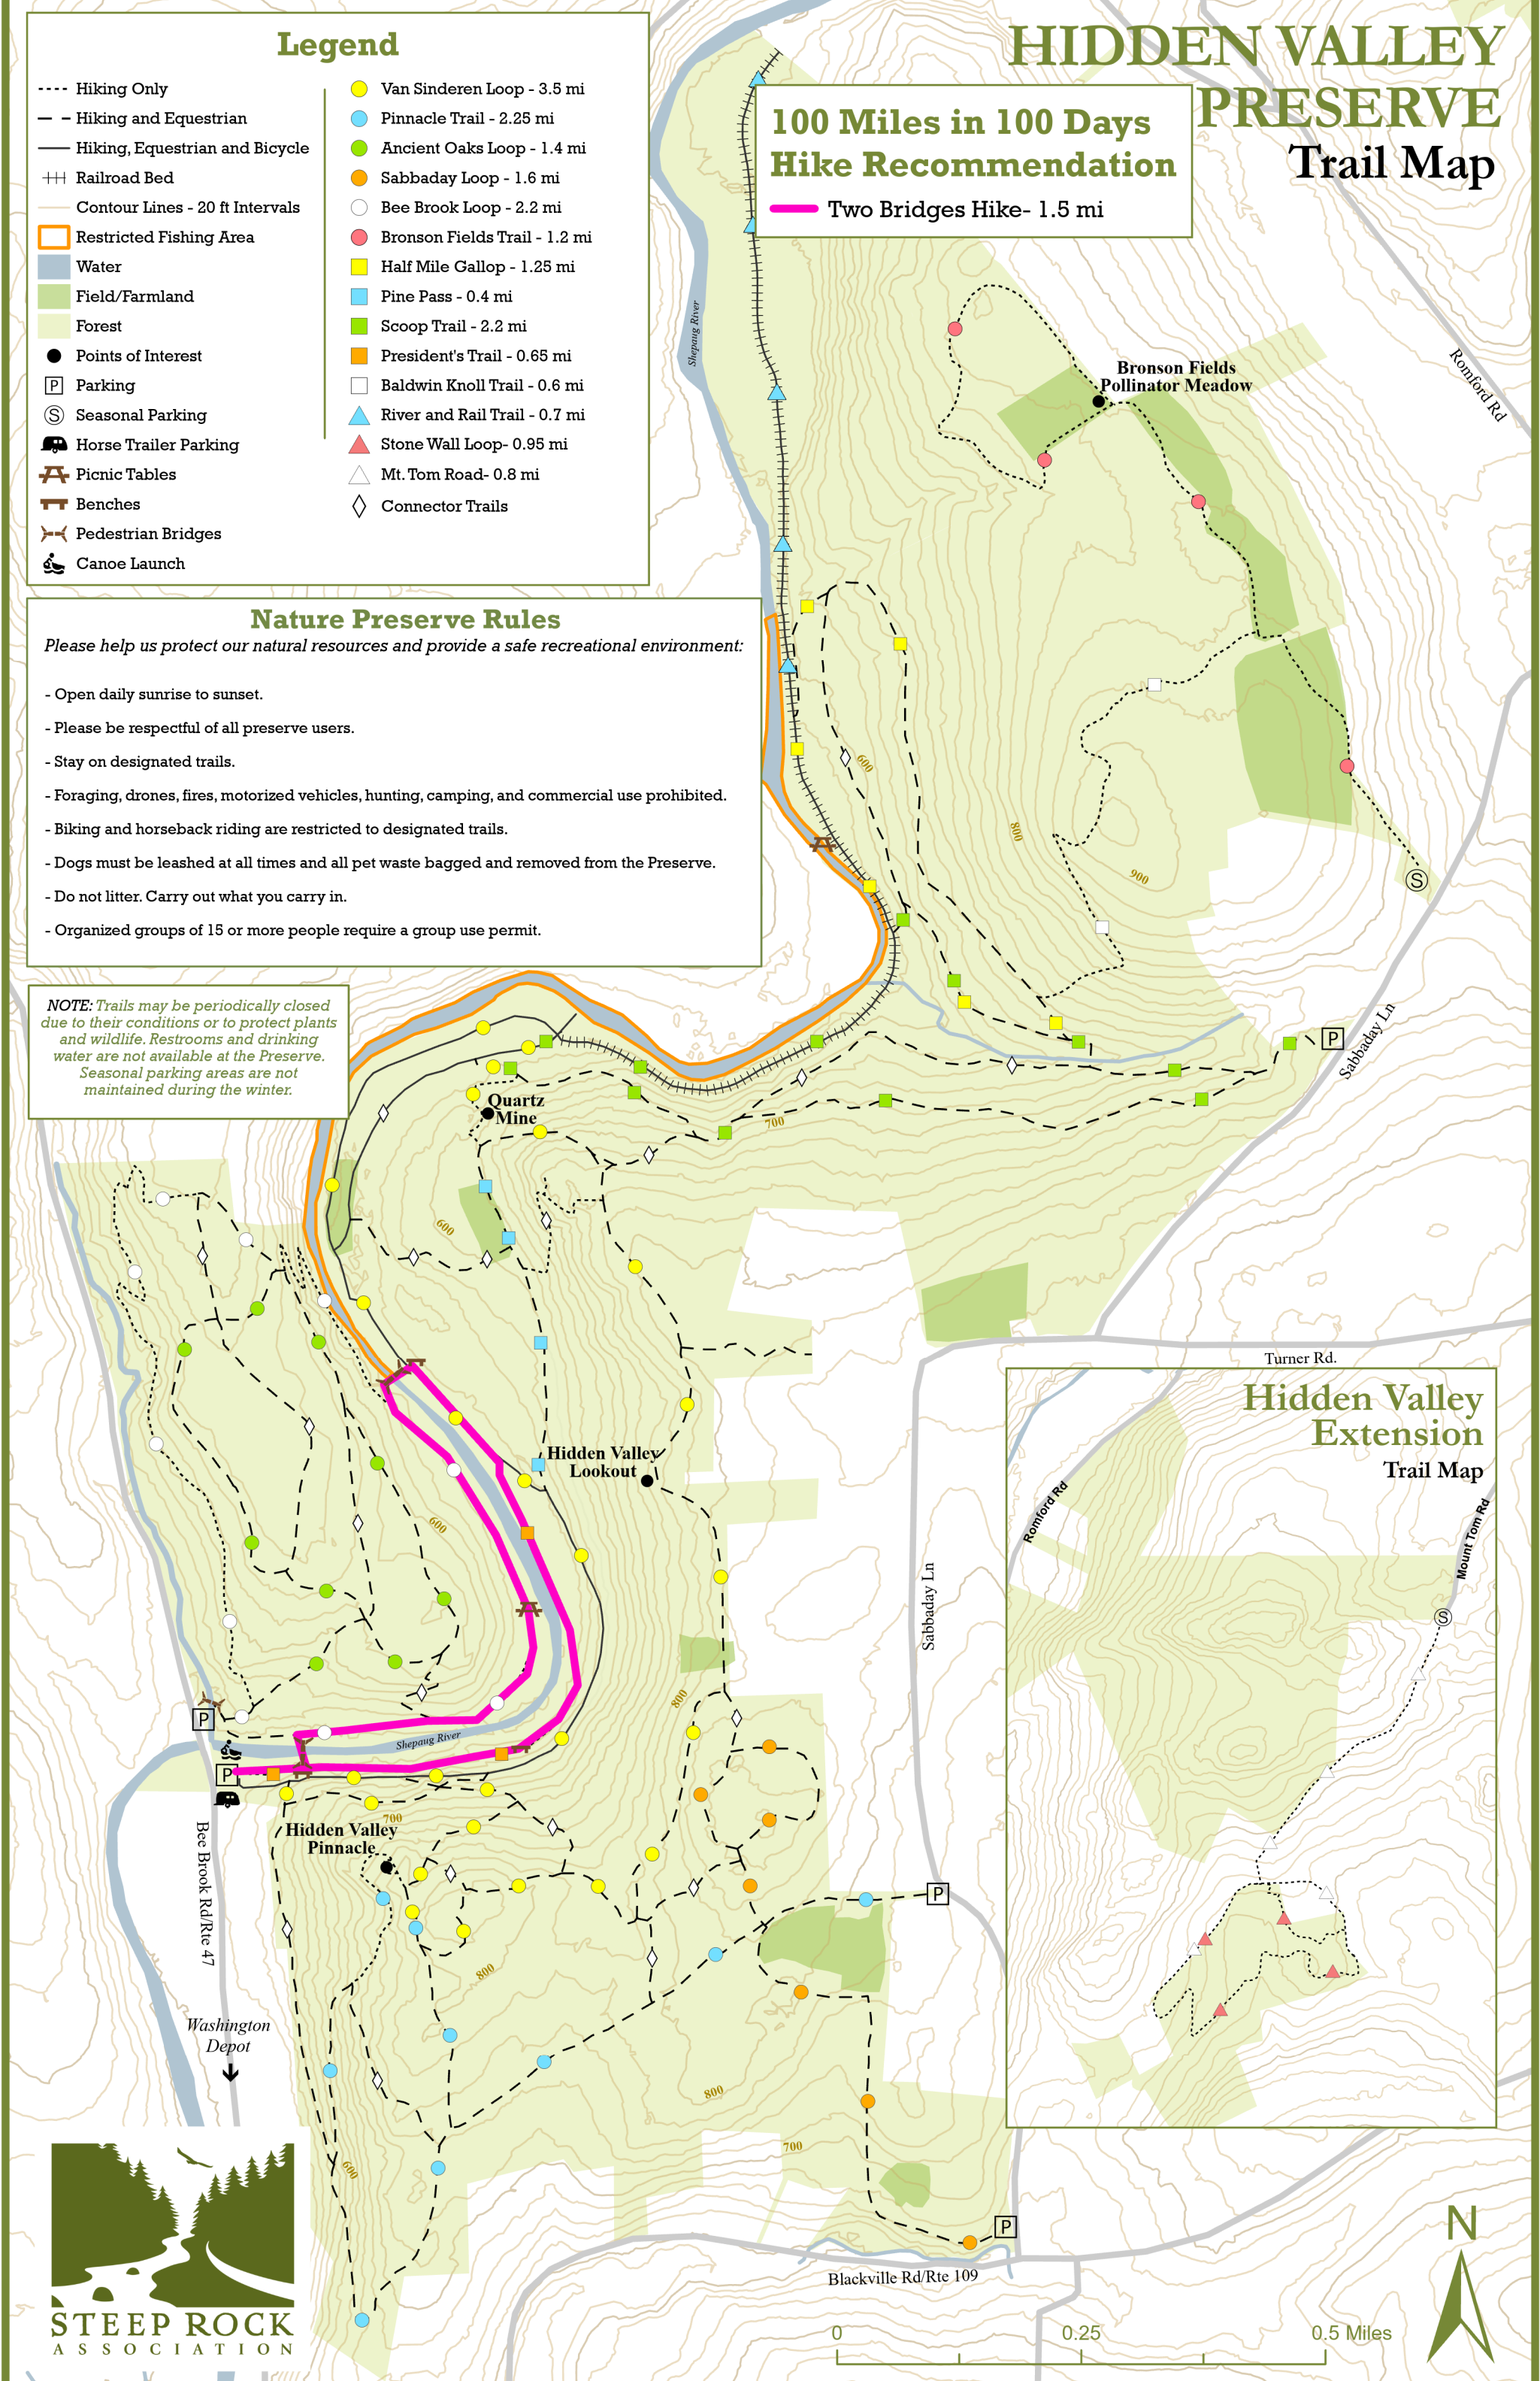 HIDDEN VALLEY
PRESERVE
Trail Map
100 Miles in 100 Days
Hike Recommendation
Two Bridges Hike- 1.5 mi
Legend
Hiking Only
Hiking and Equestrian
Hiking, Equestrian and Bicycle
Railroad Bed
Contour Lines - 20 ft Intervals
Restricted Fishing Area
Water
Field/Farmland
Forest
Points of Interest
P Parking
S Seasonal Parking
Horse Trailer Parking
Picnic Tables
Benches
Pedestrian Bridges
Canoe Launch
Van Sinderen Loop - 3.5 mi
Pinnacle Trail - 2.25 mi
Ancient Oaks Loop - 1.4 mi
Sabbaday Loop - 1.6 mi
Bee Brook Loop - 2.2 mi
Bronson Fields Trail - 1.2 mi
Half Mile Gallop - 1.25 mi
Pine Pass - 0.4 mi
Scoop Trail - 2.2 mi
President's Trail - 0.65 mi
Baldwin Knoll Trail - 0.6 mi
River and Rail Trail - 0.7 mi
Stone Wall Loop- 0.95 mi
Mt. Tom Road- 0.8 mi
Connector Trails
Nature Preserve Rules
Please help us protect our natural resources and provide a safe recreational environment:
- Open daily sunrise to sunset.
- Please be respectful of all preserve users.
- Stay on designated trails.
- Foraging, drones, fires, motorized vehicles, hunting, camping, and commercial use prohibited.
- Biking and horseback riding are restricted to designated trails.
- Dogs must be leashed at all times and all pet waste bagged and removed from the Preserve.
- Do not litter. Carry out what you carry in.
- Organized groups of 15 or more people require a group use permit.
NOTE: Trails may be periodically closed
due to their conditions or to protect plants
and wildlife. Restrooms and drinking
water are not available at the Preserve.
Seasonal parking areas are not
maintained during the winter.
Shepaug River
Romford Rd
Bronson Fields
Pollinator Meadow
600
800
900
S
P
Sabbaday Ln
Quartz
Mine
700
600
Turner Rd.
Hidden Valley
Lookout
600
Sabbaday Ln
800
P
Shepaug River
P
700
Hidden Valley
Pinnacle
Bee Brook Rd/Rte 47
P
800
Washington
Depot
800
700
600
P
Blackville Rd/Rte 109
Hidden Valley
Extension
Trail Map
Romford Rd
Mount Tom Rd
S
STEEP ROCK
ASSOCIATION
N
0
0.25
0.5 Miles